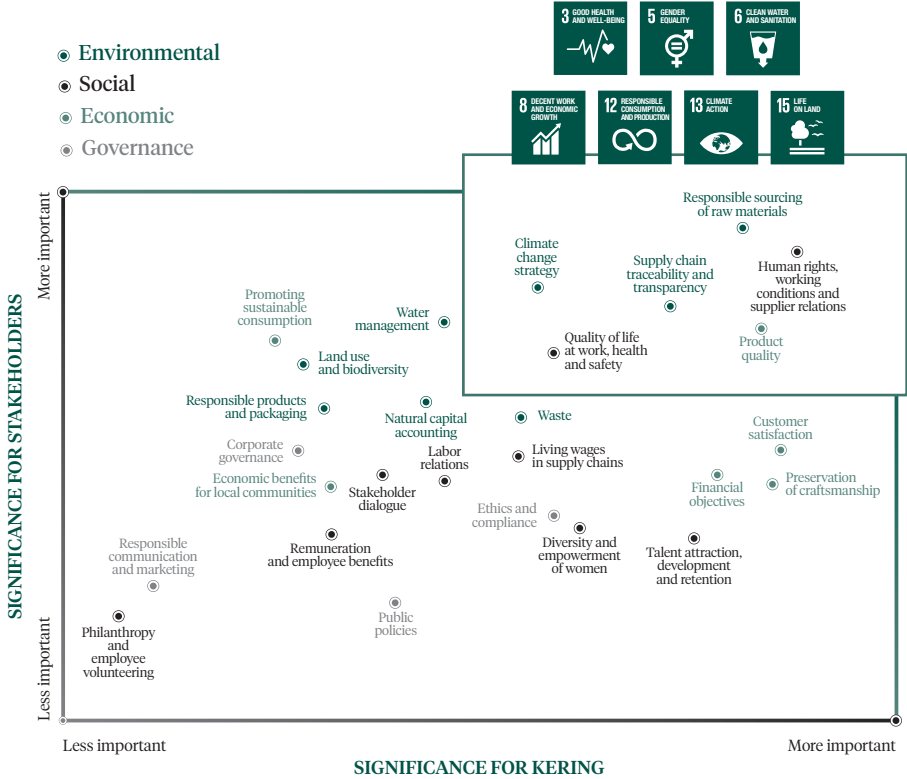 3 GOOD HEALTH
AND WELL-BEING
5 GENDER
EQUALITY
6 CLEAN WATER
AND SANITATION
Environmental
Social
Economic
Governance
8 DECENT WORK
AND ECONOMIC
GROWTH
12 RESPONSIBLE
CONSUMPTION
AND PRODUCTION
13 CLIMATE
ACTION
15 LIFE
ON LAND
SIGNIFICANCE FOR STAKEHOLDERS
More important
Less important
Responsible sourcing
of raw materials
Climate
change
strategy
Supply chain
traceability and
transparency
Human rights,
working
conditions and
supplier relations
Quality of life
at work, health
and safety
Product
quality
Promoting
sustainable
consumption
Water
management
Land use
and biodiversity
Responsible products
and packaging
Natural capital
accounting
Waste
Customer
satisfaction
Corporate
governance
Labor
relations
Living wages
in supply chains
Economic benefits
for local communities
Stakeholder
dialogue
Financial
objectives
Preservation
of craftsmanship
Ethics and
compliance
Remuneration
and employee benefits
Diversity and
empowerment
of women
Talent attraction,
development
and retention
Responsible
communication
and marketing
Public
policies
Philanthropy
and
employee
volunteering
Less important
More important
SIGNIFICANCE FOR KERING